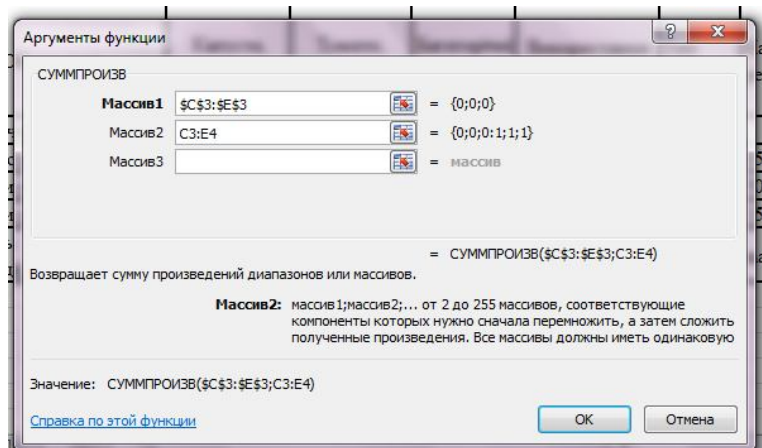 Аргументы функции
СУММПРОИЗВ
Массив1 $C$3:$E$3 = {0;0;0}
Массив2 C3:E4 = {0;0;0:1;1;1}
Массив3 = массив
= СУММПРОИЗВ($C$3:$E$3;C3:E4)
Возвращает сумму произведений диапазонов или массивов.
Массив2: массив1;массив2;... от 2 до 255 массивов, соответствующие
компоненты которых нужно сначала перемножить, а затем сложить
полученные произведения. Все массивы должны иметь одинаковую
Значение: СУММПРОИЗВ($C$3:$E$3;C3:E4)
Справка по этой функции
ОК
Отмена